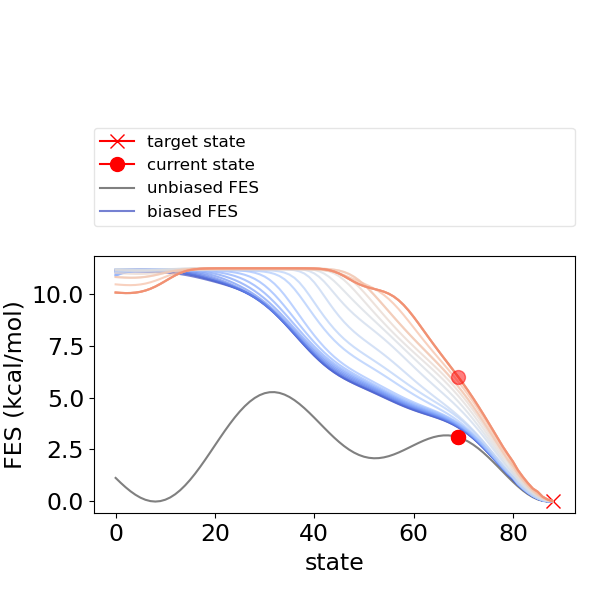 target state
current state
unbiased FES
biased FES
FES (kcal/mol)
10.0
7.5
5.0
2.5
0.0
0 20 40 60 80
state